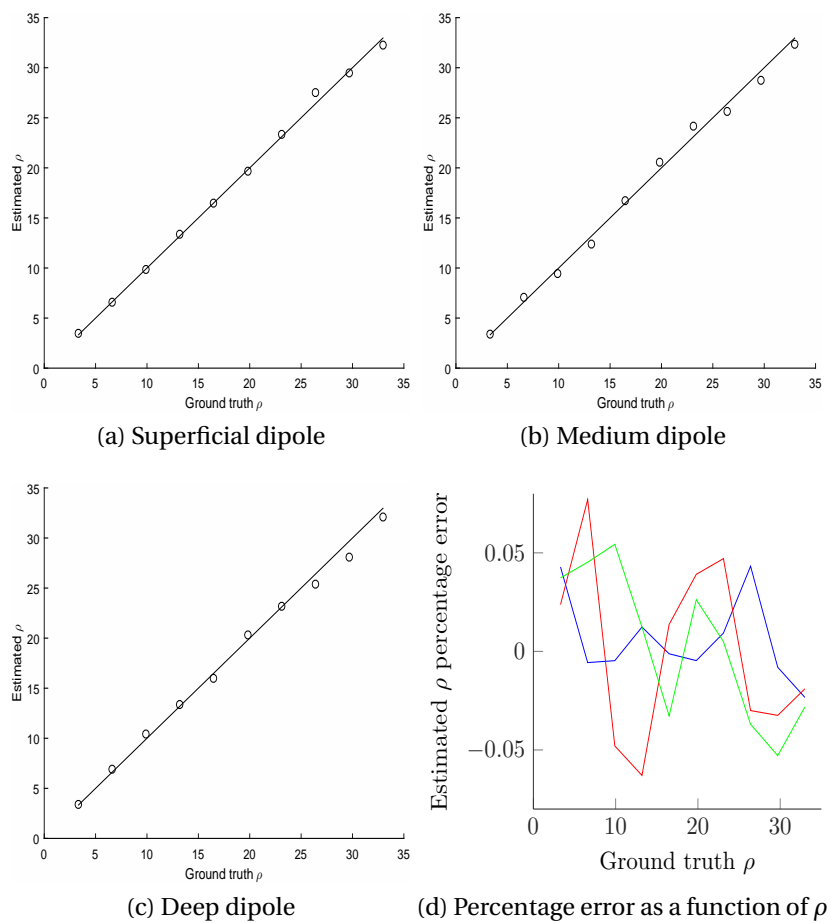 35
30
25
20
15
10
5
0
Estimated ρ
0 5 10 15 20 25 30 35
Ground truth ρ
(a) Superficial dipole
35
30
25
20
15
10
5
0
Estimated ρ
0 5 10 15 20 25 30 35
Ground truth ρ
(b) Medium dipole
35
30
25
20
15
10
5
0
Estimated ρ
0 5 10 15 20 25 30 35
Ground truth ρ
(c) Deep dipole
0.05
0
−0.05
Estimated ρ percentage error
0 10 20 30
Ground truth ρ
(d) Percentage error as a function of ρ